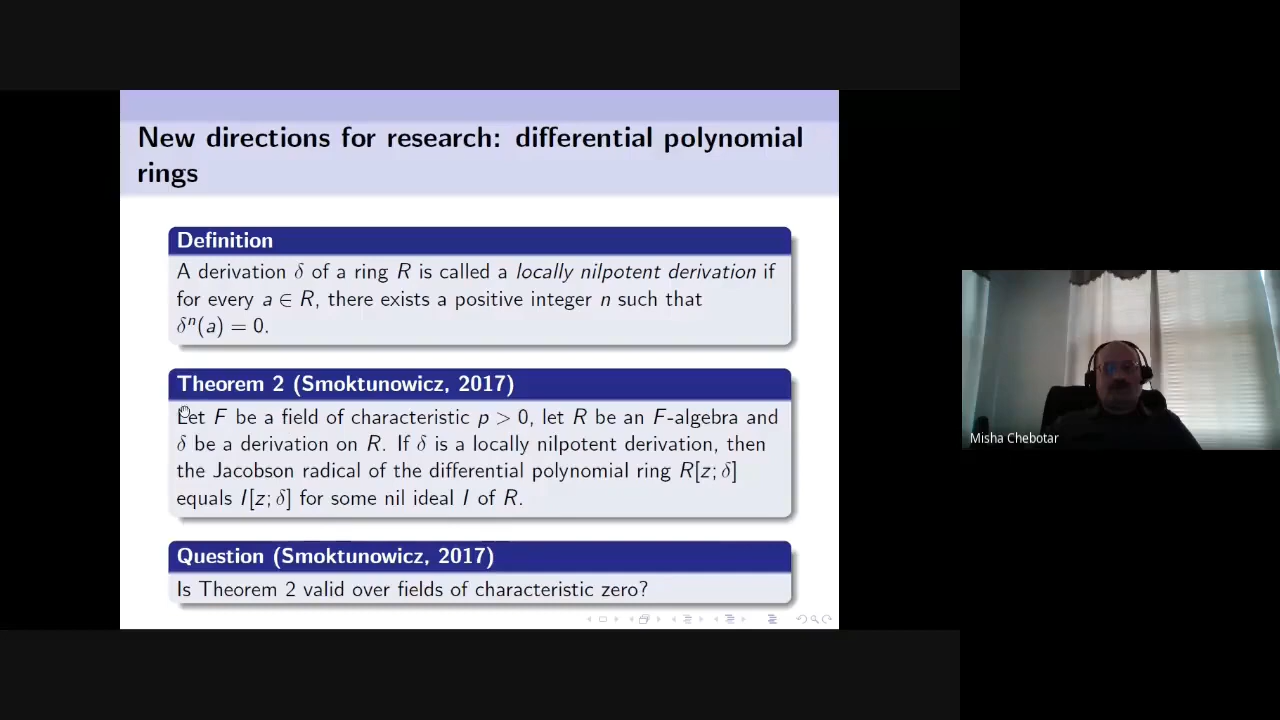 New directions for research: differential polynomial
rings
Definition
A derivation δ of a ring R is called a locally nilpotent derivation if
for every a ∈ R, there exists a positive integer n such that
δⁿ(a) = 0.
Theorem 2 (Smoktunowicz, 2017)
Let F be a field of characteristic p > 0, let R be an F-algebra and
δ be a derivation on R. If δ is a locally nilpotent derivation, then
the Jacobson radical of the differential polynomial ring R[z; δ]
equals I[z; δ] for some nil ideal I of R.
Question (Smoktunowicz, 2017)
Is Theorem 2 valid over fields of characteristic zero?
Misha Chebotar